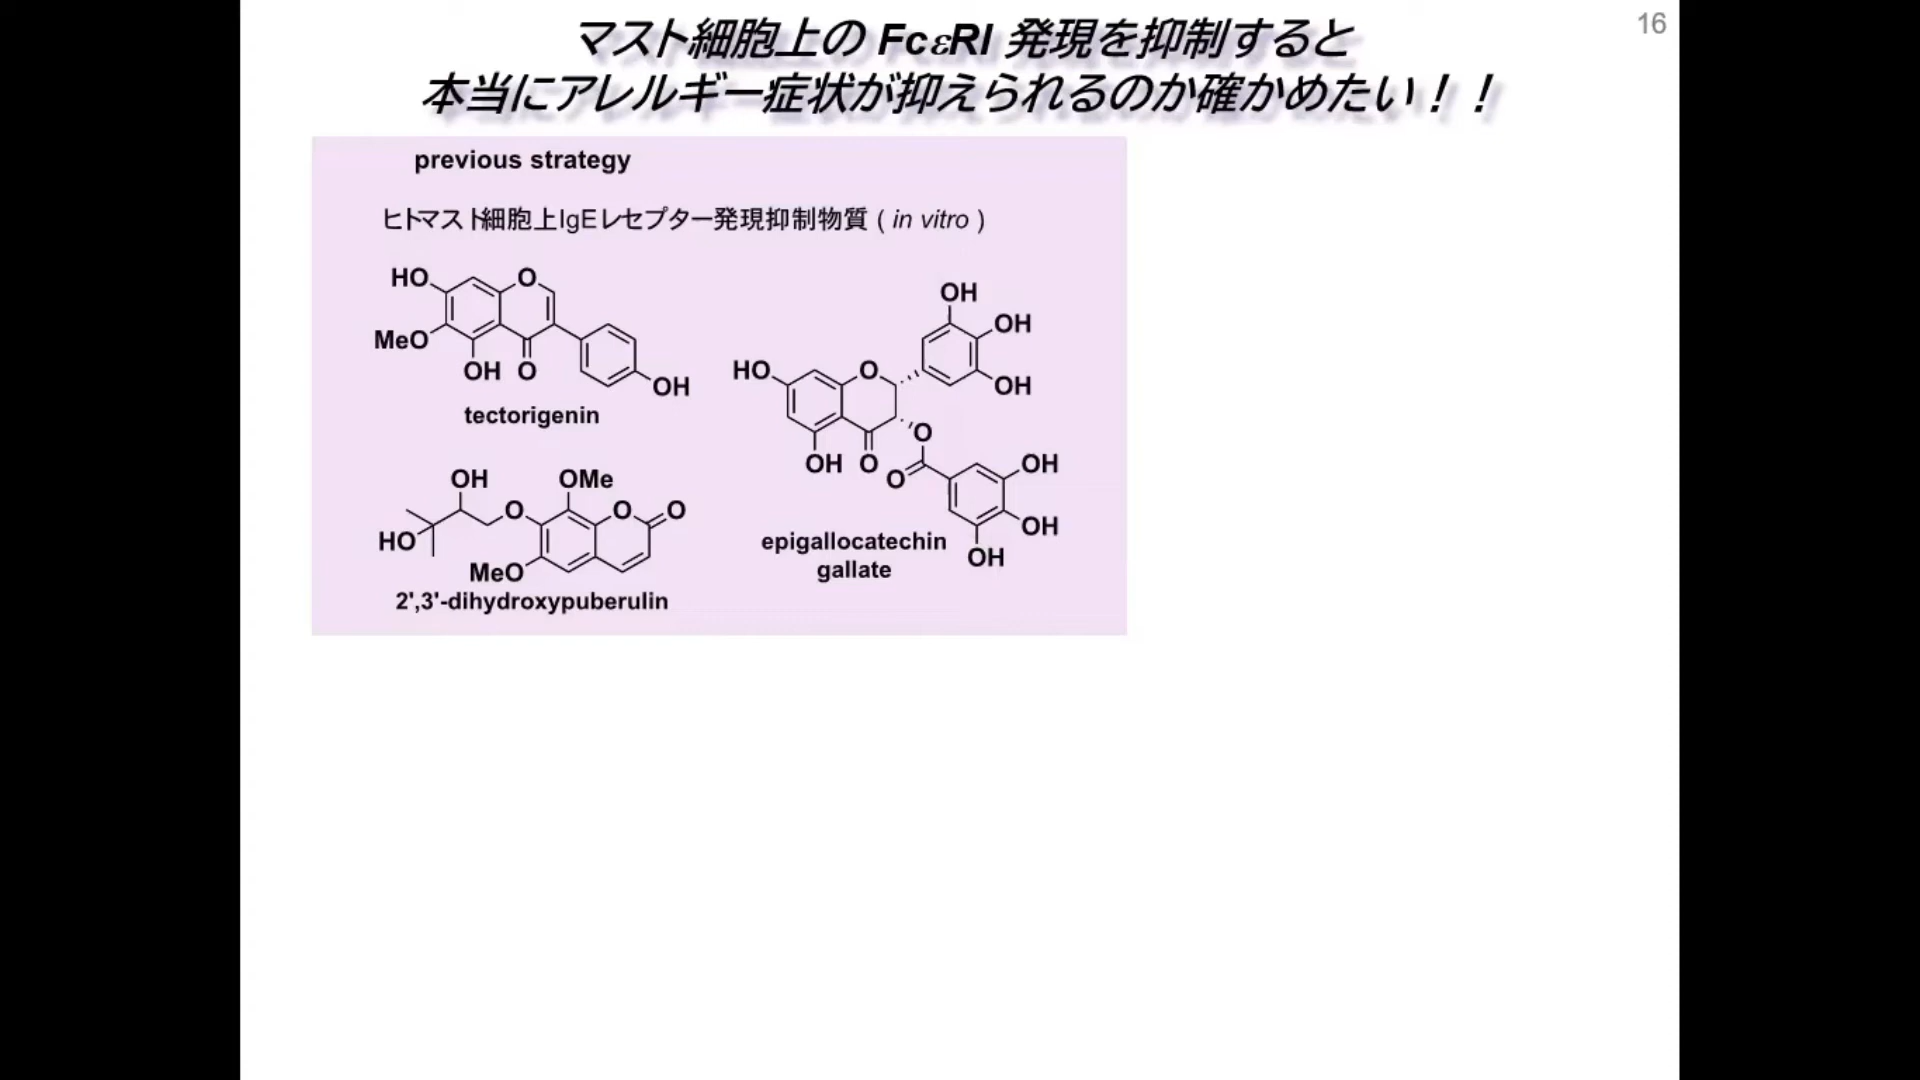 16
マスト細胞上の FcεRI 発現を抑制すると
本当にアレルギー症状が抑えられるのか確かめたい！！
previous strategy
ヒトマスト細胞上IgEレセプター発現抑制物質 ( in vitro )
HO
O
MeO
OH
O
OH
tectorigenin
OH
OH
OH
HO
O
O
OH
O
O
OH
OH
OH
epigallocatechin
gallate
OH
OMe
O
O
O
HO
MeO
2',3'-dihydroxypuberulin